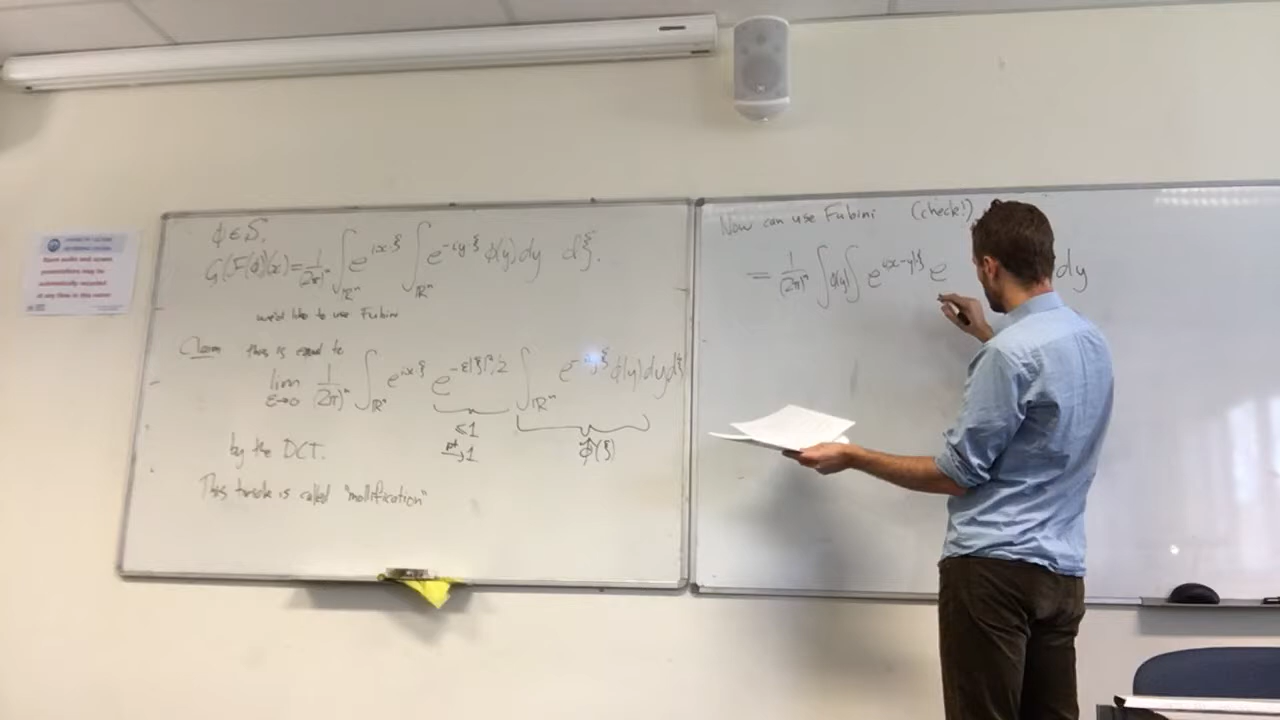 φ ∈ S.
G(F(φ))(x) = 1/(2π)^n ∫_{ℝ^n} e^{ix·ξ} ∫_{ℝ^n} e^{-iy·ξ} φ(y) dy dξ.
we'd like to use Fubini
Claim this is equal to
lim_{ε→0} 1/(2π)^n ∫_{ℝ^n} e^{ix·ξ} e^{-ε|ξ|²/2} ∫_{ℝ^n} e^{-iy·ξ} φ(y) dy dξ
≤ 1
pt → 1
φ̂(ξ)
by the DCT.
This is called "mollification"
Now can use Fubini (check!)
= 1/(2π)^n ∫ φ(y) ∫ e^{i(x-y)·ξ} e dy